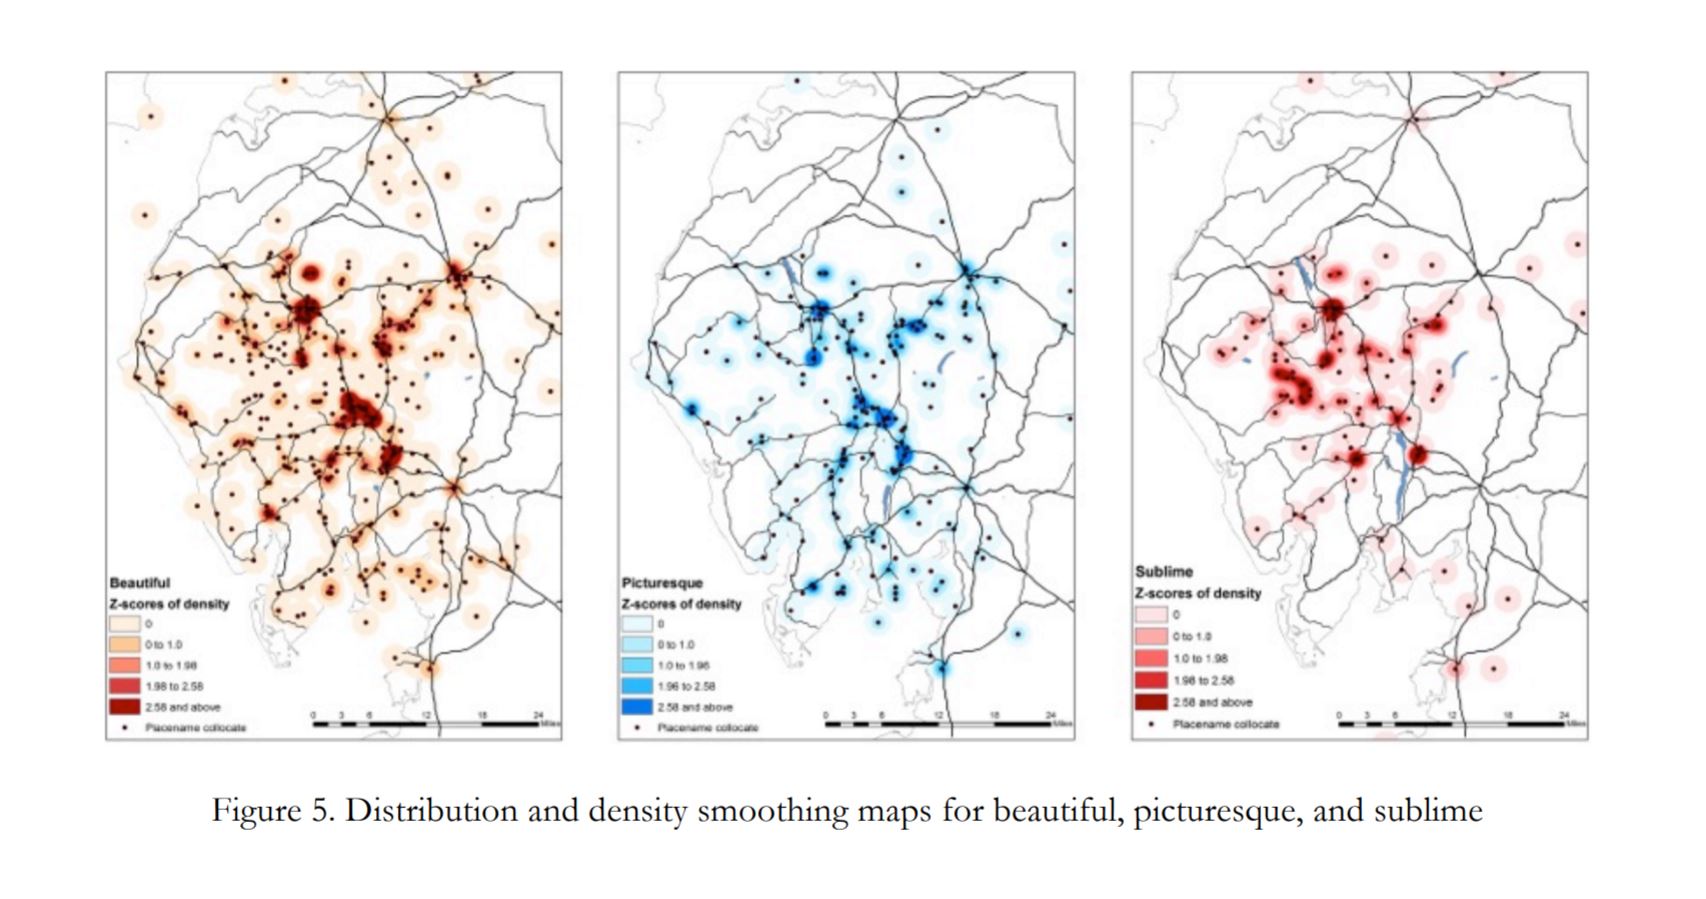 Beautiful
Z-scores of density
0
0 to 1.0
1.0 to 1.98
1.98 to 2.58
2.58 and above
Placename collocate
0 3 6 12 18 24
Miles
Picturesque
Z-scores of density
0
0 to 1.0
1.0 to 1.96
1.96 to 2.58
2.58 and above
Placename collocate
0 3 6 12 18 24
Miles
Sublime
Z-scores of density
0
0 to 1.0
1.0 to 1.98
1.98 to 2.58
2.58 and above
Placename collocate
0 3 6 12 18 24
Miles
Figure 5. Distribution and density smoothing maps for beautiful, picturesque, and sublime